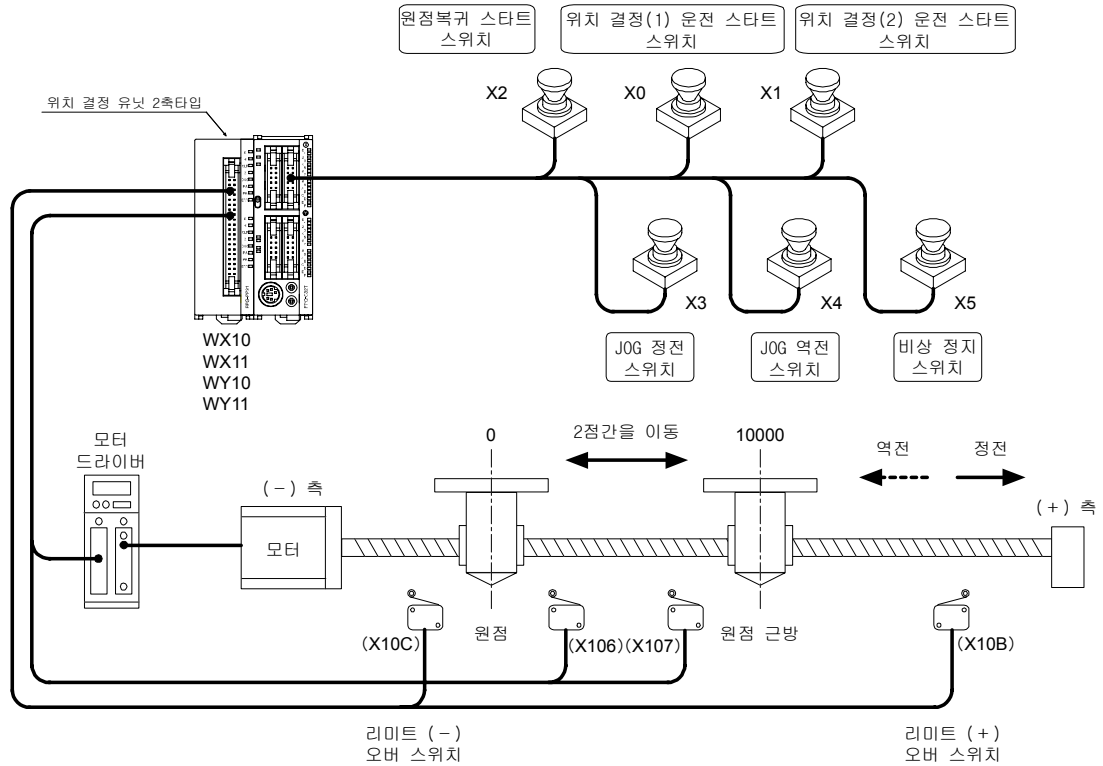 원점복귀 스타트
스위치
위치 결정(1) 운전 스타트
스위치
위치 결정(2) 운전 스타트
스위치
X2
X0
X1
위치 결정 유닛 2축타입
X3
X4
X5
JOG 정전
스위치
JOG 역전
스위치
비상 정지
스위치
WX10
WX11
WY10
WY11
모터
드라이버
(-) 측
모터
0
2점간을 이동
10000
역전
정전
(+) 측
(X10C)
원점
(X106)(X107)
원점 근방
(X10B)
리미트 (-)
오버 스위치
리미트 (+)
오버 스위치